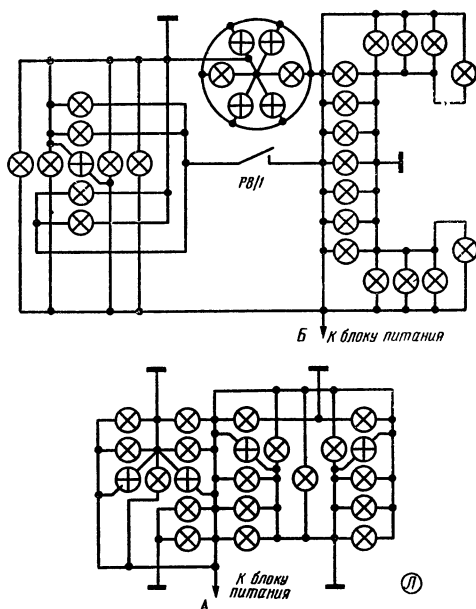 Р8/1
Б К блоку питания
К блоку
питания
А
Л